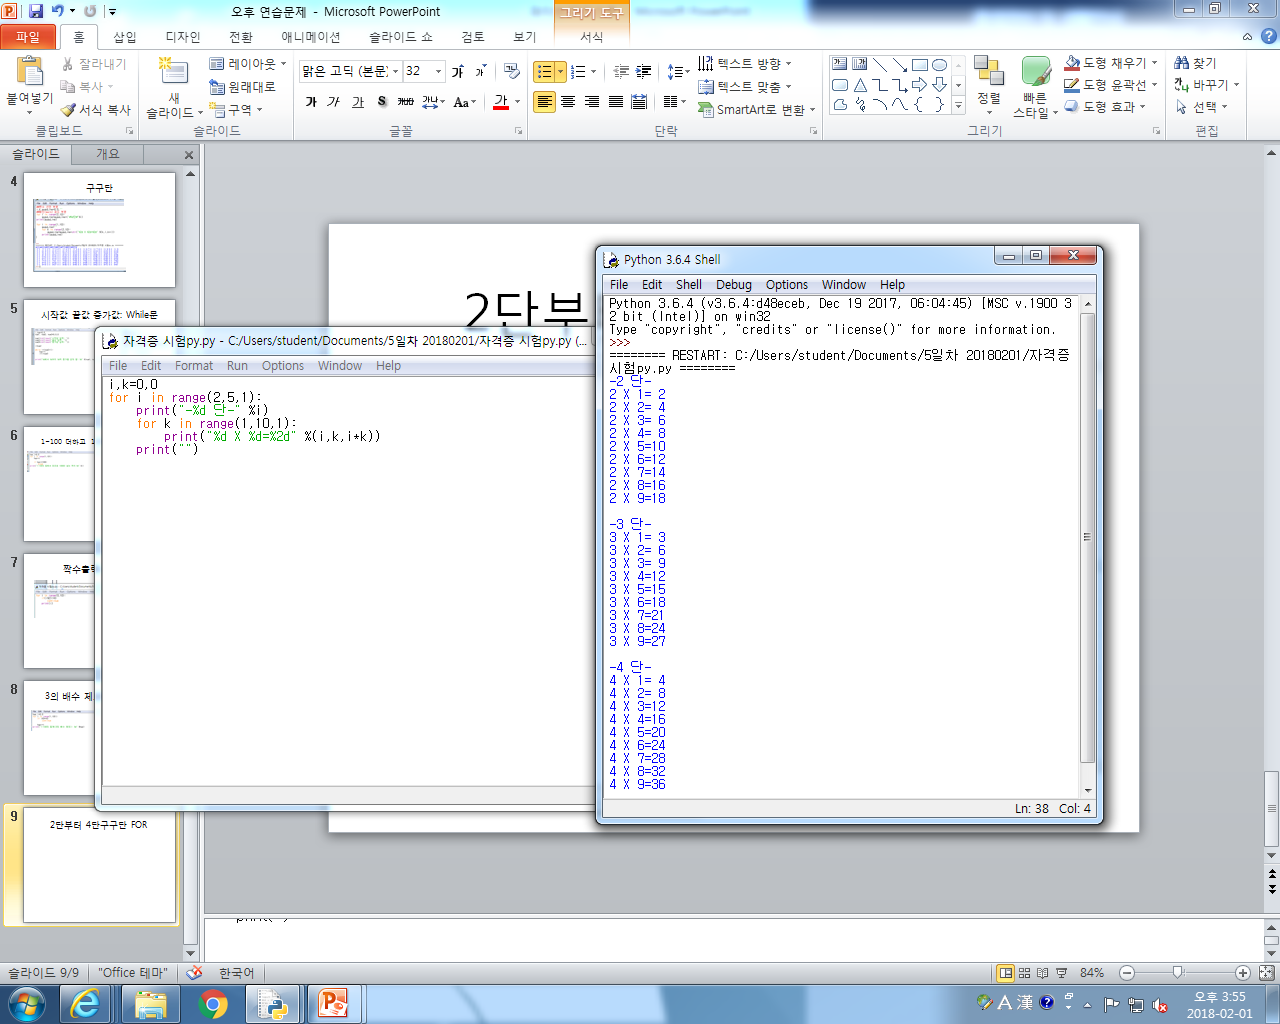 오후 연습문제 - Microsoft PowerPoint
그리기 도구
파일 홈 삽입 디자인 전환 애니메이션 슬라이드 쇼 검토 보기 서식
붙여넣기
잘라내기
복사
서식 복사
클립보드
새 슬라이드
레이아웃
원래대로
구역
슬라이드
맑은 고딕 (본문) 32
가 가 가 S 가나 Aa 가
글꼴
텍스트 방향
텍스트 맞춤
SmartArt로 변환
단락
정렬
빠른 스타일
도형 채우기
도형 윤곽선
도형 효과
그리기
찾기
바꾸기
선택
편집
슬라이드 개요
4
구구단
5
시작값 끝값 증가값: While문
6
7
8
3의 배수 제
9
2단부터 4단구구단 FOR
2단부
자격증 시험py.py - C:/Users/student/Documents/5일차 20180201/자격증 시험py.py (...
File Edit Format Run Options Window Help
i,k=0,0
for i in range(2,5,1):
    print("-%d 단-" %i)
    for k in range(1,10,1):
        print("%d X %d=%2d" %(i,k,i*k))
    print("")
Python 3.6.4 Shell
File Edit Shell Debug Options Window Help
Python 3.6.4 (v3.6.4:d48eceb, Dec 19 2017, 06:04:45) [MSC v.1900 3
2 bit (Intel)] on win32
Type "copyright", "credits" or "license()" for more information.
>>>
======== RESTART: C:/Users/student/Documents/5일차 20180201/자격증
시험py.py ========
-2 단-
2 X 1= 2
2 X 2= 4
2 X 3= 6
2 X 4= 8
2 X 5=10
2 X 6=12
2 X 7=14
2 X 8=16
2 X 9=18
-3 단-
3 X 1= 3
3 X 2= 6
3 X 3= 9
3 X 4=12
3 X 5=15
3 X 6=18
3 X 7=21
3 X 8=24
3 X 9=27
-4 단-
4 X 1= 4
4 X 2= 8
4 X 3=12
4 X 4=16
4 X 5=20
4 X 6=24
4 X 7=28
4 X 8=32
4 X 9=36
Ln: 38 Col: 4
슬라이드 9/9 "Office 테마" 한국어
84%
A 漢
오후 3:55
2018-02-01